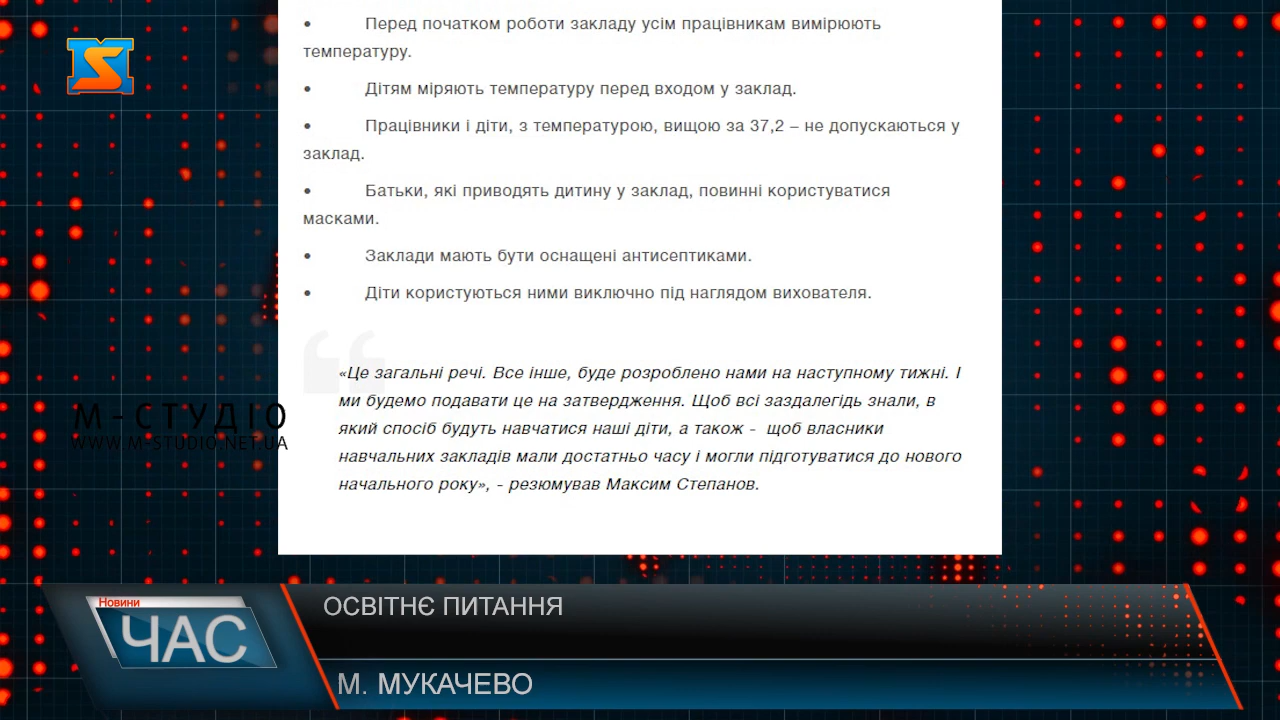 • Перед початком роботи закладу усім працівникам вимірюють
температуру.
• Дітям міряють температуру перед входом у заклад.
• Працівники і діти, з температурою, вищою за 37,2 – не допускаються у
заклад.
• Батьки, які приводять дитину у заклад, повинні користуватися
масками.
• Заклади мають бути оснащені антисептиками.
• Діти користуються ними виключно під наглядом вихователя.
«Це загальні речі. Все інше, буде розроблено нами на наступному тижні. І
ми будемо подавати це на затвердження. Щоб всі заздалегідь знали, в
який спосіб будуть навчатися наші діти, а також - щоб власники
навчальних закладів мали достатньо часу і могли підготуватися до нового
начального року», - резюмував Максим Степанов.
М-СТУДІО
WWW.M-STUDIO.NET.UA
Новини
ЧАС
ОСВІТНЄ ПИТАННЯ
М. МУКАЧЕВО